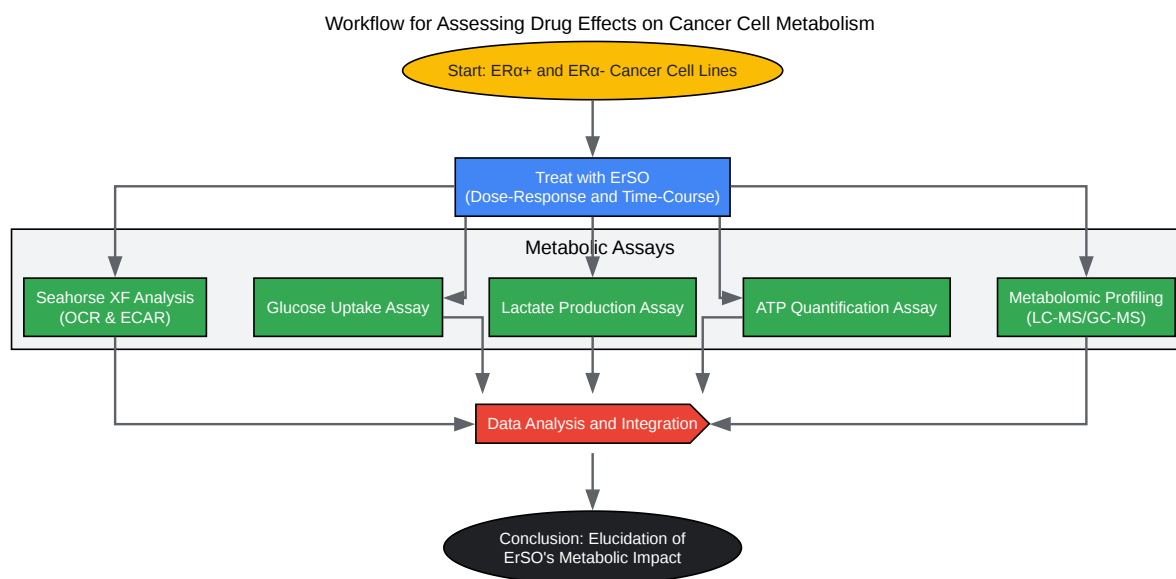 Workflow for Assessing Drug Effects on Cancer Cell Metabolism
Start: ERα+ and ERα- Cancer Cell Lines
Treat with ErSO
(Dose-Response and Time-Course)
Metabolic Assays
Seahorse XF Analysis
(OCR & ECAR)
Glucose Uptake Assay
Lactate Production Assay
ATP Quantification Assay
Metabolomic Profiling
(LC-MS/GC-MS)
Data Analysis and Integration
Conclusion: Elucidation of
ErSO's Metabolic Impact